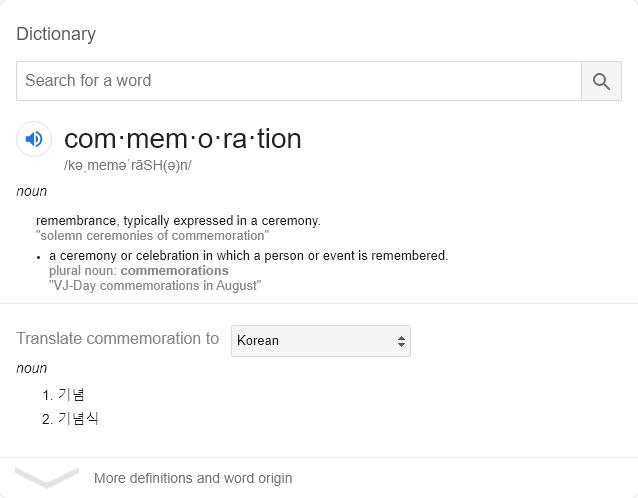 Dictionary
Search for a word
com·mem·o·ra·tion
/kəˌmeməˈrāSH(ə)n/
noun
remembrance, typically expressed in a ceremony.
"solemn ceremonies of commemoration"
• a ceremony or celebration in which a person or event is remembered.
plural noun: commemorations
"VJ-Day commemorations in August"
Translate commemoration to Korean
noun
1. 기념
2. 기념식
More definitions and word origin